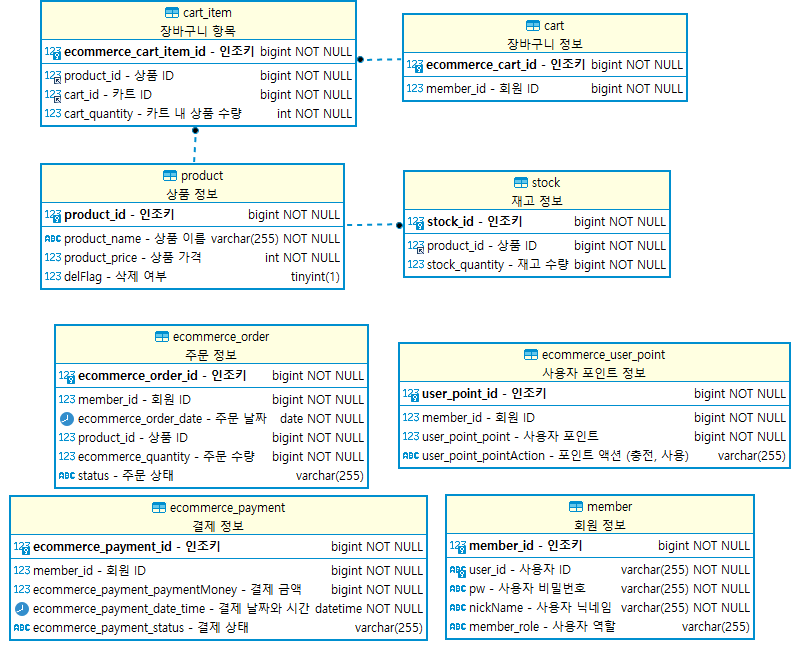 cart_item
장바구니 항목
123 ecommerce_cart_item_id - 인조키 bigint NOT NULL
123 product_id - 상품 ID bigint NOT NULL
123 cart_id - 카트 ID bigint NOT NULL
123 cart_quantity - 카트 내 상품 수량 int NOT NULL
cart
장바구니 정보
123 ecommerce_cart_id - 인조키 bigint NOT NULL
123 member_id - 회원 ID bigint NOT NULL
product
상품 정보
123 product_id - 인조키 bigint NOT NULL
ABC product_name - 상품 이름 varchar(255) NOT NULL
123 product_price - 상품 가격 int NOT NULL
123 delFlag - 삭제 여부 tinyint(1)
stock
재고 정보
123 stock_id - 인조키 bigint NOT NULL
123 product_id - 상품 ID bigint NOT NULL
123 stock_quantity - 재고 수량 bigint NOT NULL
ecommerce_order
주문 정보
123 ecommerce_order_id - 인조키 bigint NOT NULL
123 member_id - 회원 ID bigint NOT NULL
ecommerce_order_date - 주문 날짜 date NOT NULL
123 product_id - 상품 ID bigint NOT NULL
123 ecommerce_quantity - 주문 수량 bigint NOT NULL
ABC status - 주문 상태 varchar(255)
ecommerce_user_point
사용자 포인트 정보
123 user_point_id - 인조키 bigint NOT NULL
123 member_id - 회원 ID bigint NOT NULL
123 user_point_point - 사용자 포인트 bigint NOT NULL
ABC user_point_pointAction - 포인트 액션 (충전, 사용) varchar(255)
ecommerce_payment
결제 정보
123 ecommerce_payment_id - 인조키 bigint NOT NULL
123 member_id - 회원 ID bigint NOT NULL
123 ecommerce_payment_paymentMoney - 결제 금액 bigint NOT NULL
ecommerce_payment_date_time - 결제 날짜와 시간 datetime NOT NULL
ABC ecommerce_payment_status - 결제 상태 varchar(255)
member
회원 정보
123 member_id - 인조키 bigint NOT NULL
ABC user_id - 사용자 ID varchar(255) NOT NULL
ABC pw - 사용자 비밀번호 varchar(255) NOT NULL
ABC nickName - 사용자 닉네임 varchar(255) NOT NULL
ABC member_role - 사용자 역할 varchar(255)